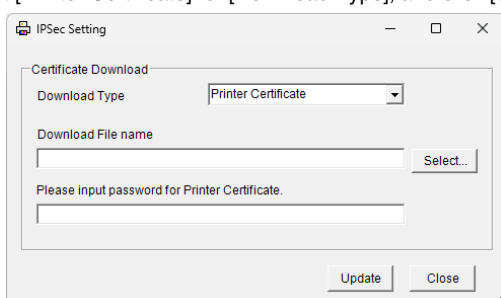 IPSec Setting
Certificate Download
Download Type
Printer Certificate
Download File name
Select...
Please input password for Printer Certificate.
Update Close